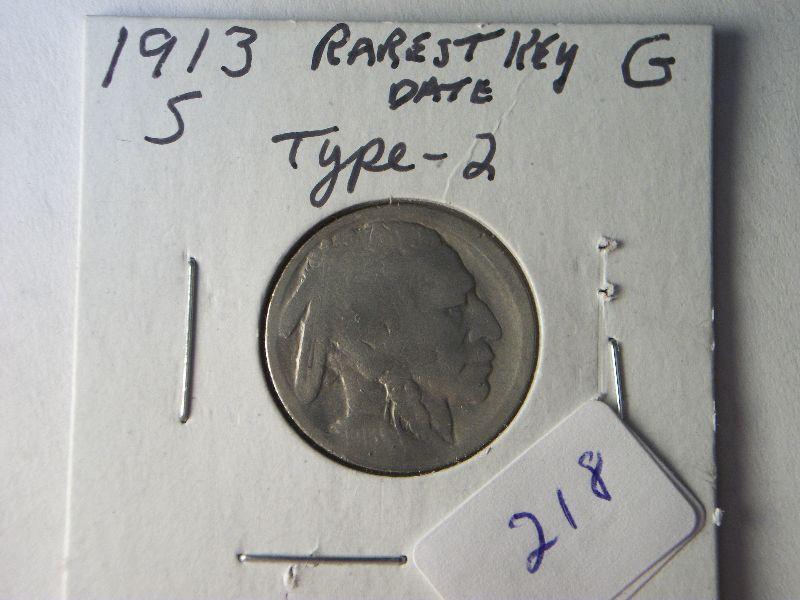 1913 RAREST KEY G
S DATE
Type-2
218